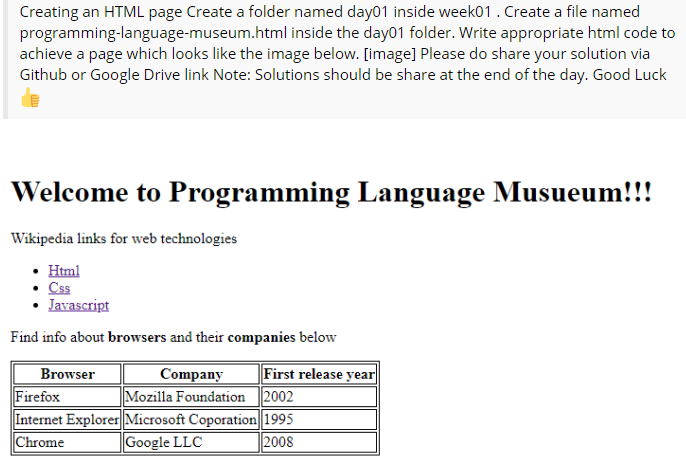 Creating an HTML page Create a folder named day01 inside week01 . Create a file named
programming-language-museum.html inside the day01 folder. Write appropriate html code to
achieve a page which looks like the image below. [image] Please do share your solution via
Github or Google Drive link Note: Solutions should be share at the end of the day. Good Luck
Welcome to Programming Language Musueum!!!
Wikipedia links for web technologies
Html
Css
Javascript
Find info about browsers and their companies below
Browser Company First release year
Firefox Mozilla Foundation 2002
Internet Explorer Microsoft Coporation 1995
Chrome Google LLC 2008